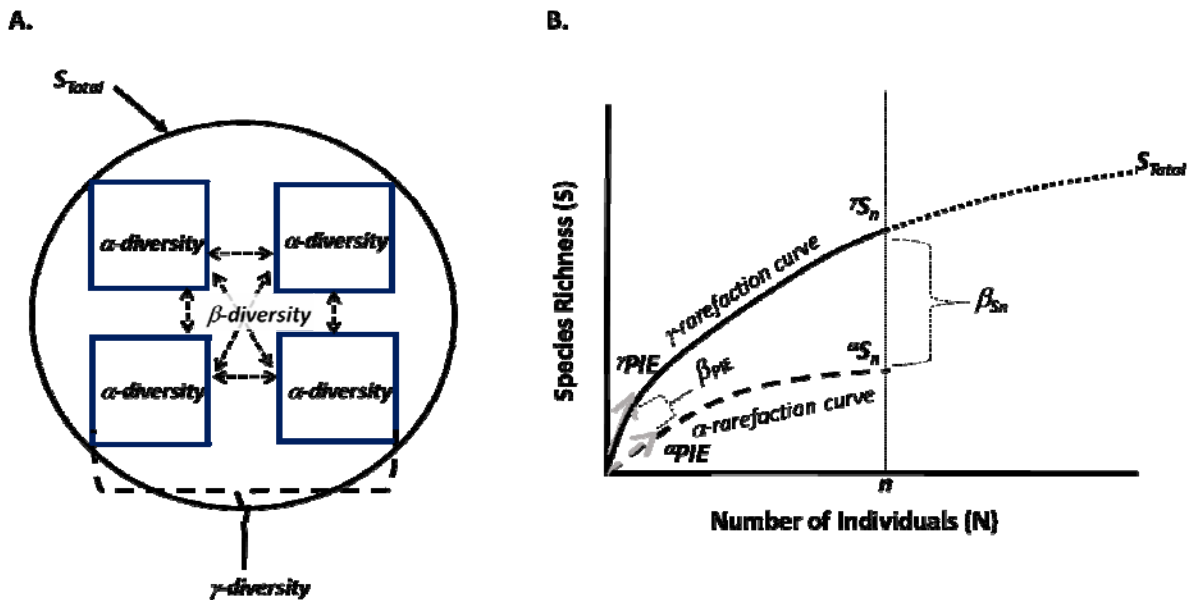 A.
S_Total
α-diversity
α-diversity
β-diversity
α-diversity
α-diversity
γ-diversity
B.
Species Richness (S)
S_Total
γS_n
γ-rarefaction curve
β_Sn
αS_n
γPIE
β_PIE
α-rarefaction curve
αPIE
n
Number of Individuals (N)